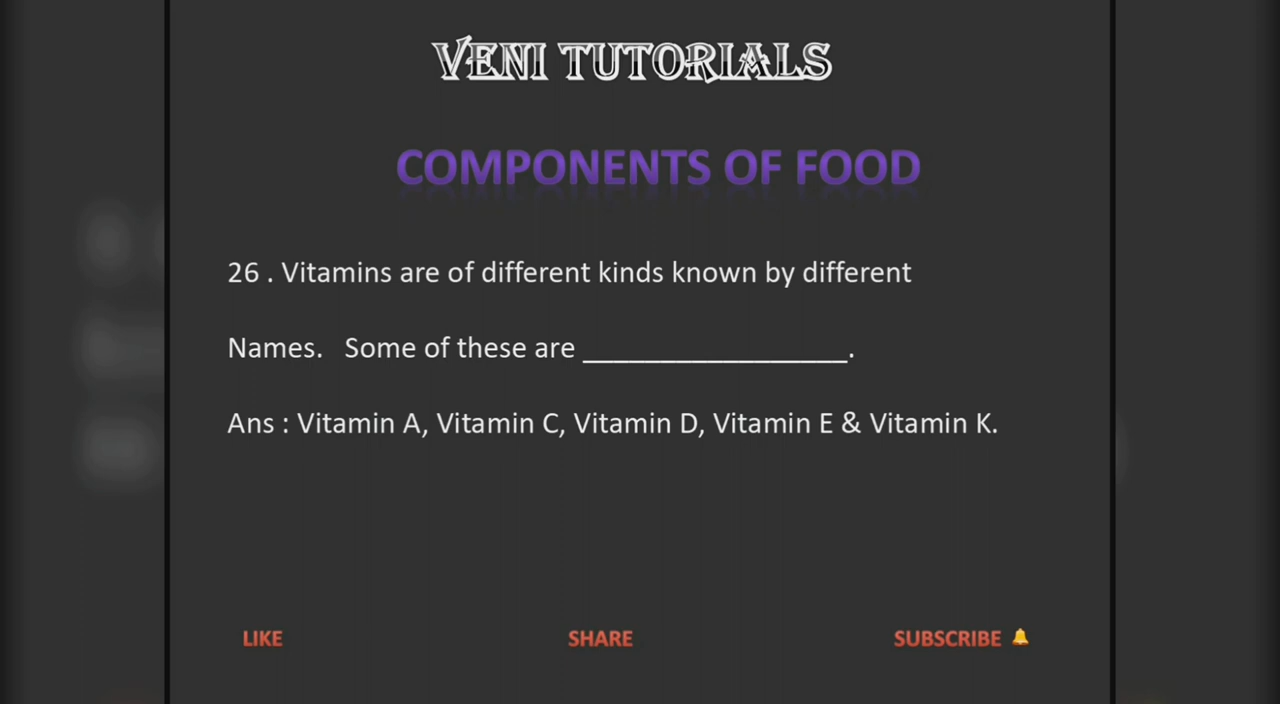 VENI TUTORIALS
COMPONENTS OF FOOD
26 . Vitamins are of different kinds known by different
Names. Some of these are _________________.
Ans : Vitamin A, Vitamin C, Vitamin D, Vitamin E & Vitamin K.
LIKE SHARE SUBSCRIBE 🔔